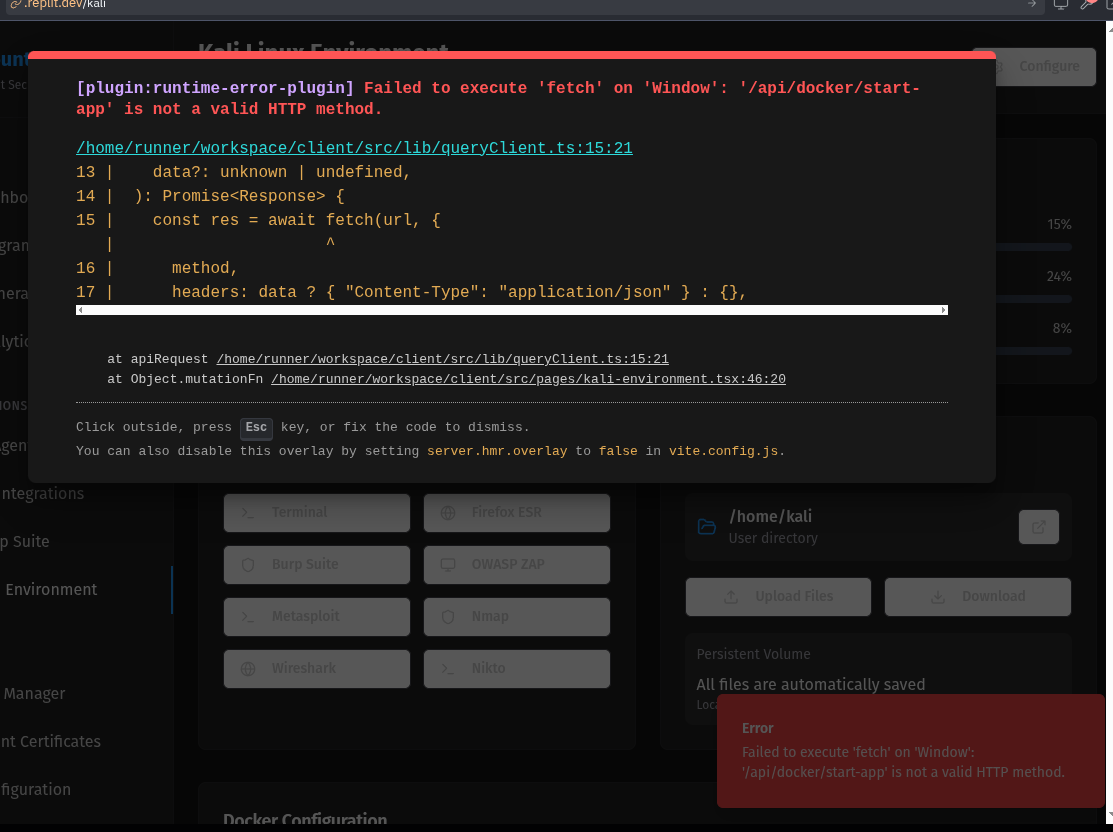 .replit.dev/kali
Kali Linux Environment
Configure
[plugin:runtime-error-plugin] Failed to execute 'fetch' on 'Window': '/api/docker/start-
app' is not a valid HTTP method.
/home/runner/workspace/client/src/lib/queryClient.ts:15:21
13 |    data?: unknown | undefined,
14 |  ): Promise<Response> {
15 |    const res = await fetch(url, {
   |                       ^
16 |      method,
17 |      headers: data ? { "Content-Type": "application/json" } : {},
at apiRequest /home/runner/workspace/client/src/lib/queryClient.ts:15:21
at Object.mutationFn /home/runner/workspace/client/src/pages/kali-environment.tsx:46:20
Click outside, press Esc key, or fix the code to dismiss.
You can also disable this overlay by setting server.hmr.overlay to false in vite.config.js.
15%
24%
8%
ntegrations
p Suite
Environment
Manager
nt Certificates
figuration
Terminal
Firefox ESR
Burp Suite
OWASP ZAP
Metasploit
Nmap
Wireshark
Nikto
/home/kali
User directory
Upload Files
Download
Persistent Volume
All files are automatically saved
Error
Failed to execute 'fetch' on 'Window':
'/api/docker/start-app' is not a valid HTTP method.
Docker Configuration